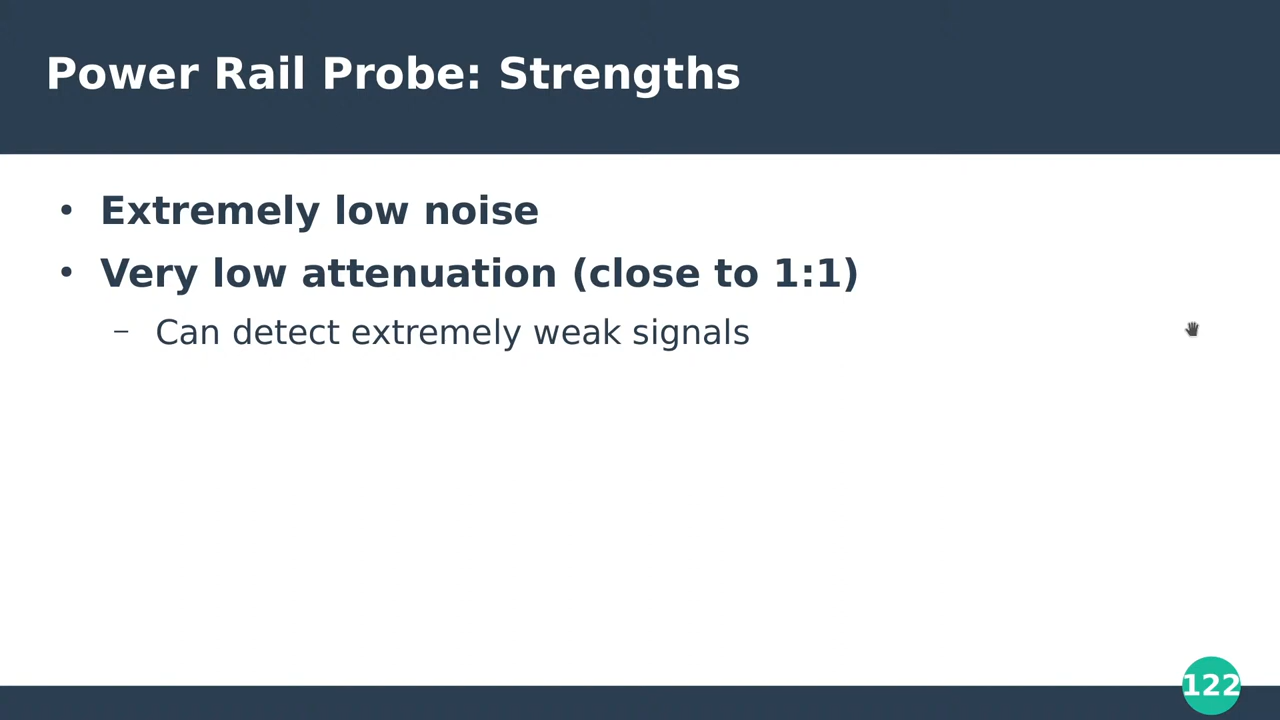 Power Rail Probe: Strengths
• Extremely low noise
• Very low attenuation (close to 1:1)
– Can detect extremely weak signals
122